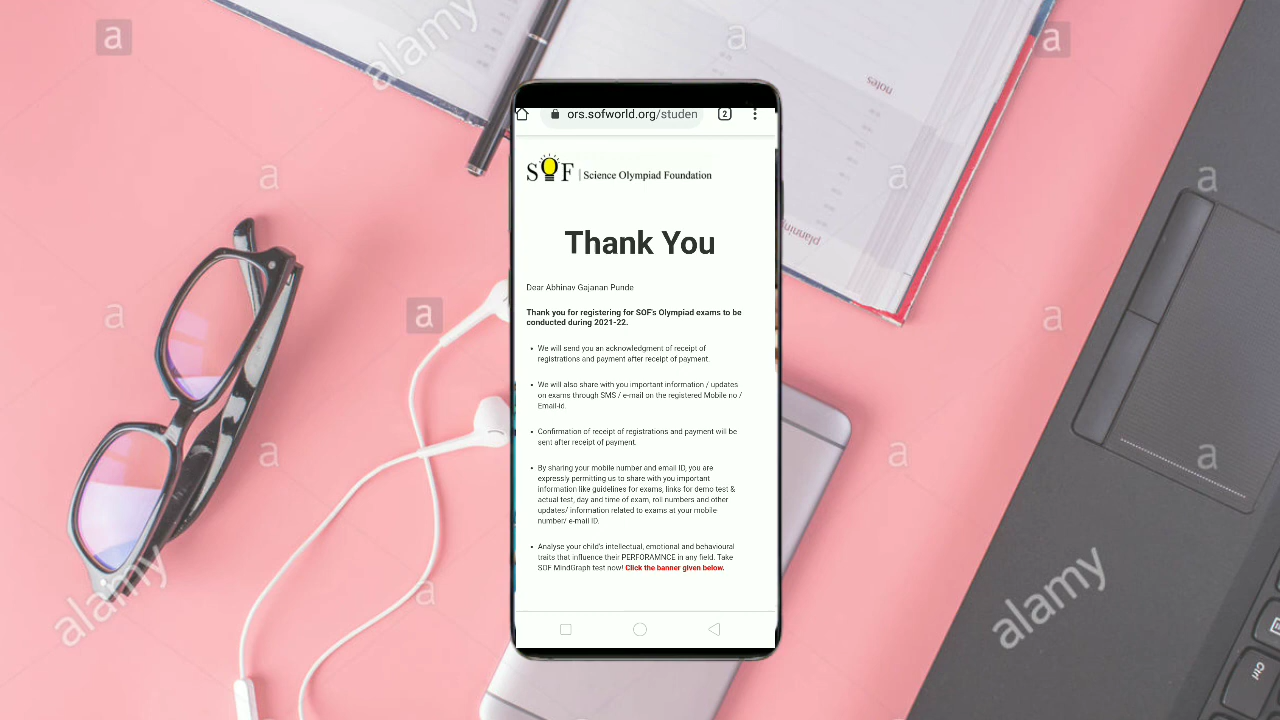 a
alamy
a
a
notes
ors.sofworld.org/studen
2
SOF | Science Olympiad Foundation
a
a
a
planning
Thank You
Dear Abhinav Gajanan Punde
Thank you for registering for SOF's Olympiad exams to be
conducted during 2021-22.
a
a
a
• We will send you an acknowledgment of receipt of
registrations and payment after receipt of payment.
• We will also share with you important information / updates
on exams through SMS / e-mail on the registered Mobile no /
Email-id.
• Confirmation of receipt of registrations and payment will be
sent after receipt of payment.
a
a
a
• By sharing your mobile number and email ID, you are
expressly permitting us to share with you important
information like guidelines for exams, links for demo test &
actual test, day and time of exam, roll numbers and other
updates/ information related to exams at your mobile
number/ e-mail ID.
• Analyse your child's intellectual, emotional and behavioural
traits that influence their PERFORAMNCE in any field. Take
SOF MindGraph test now! Click the banner given below.
alamy
a
alamy
Ctrl